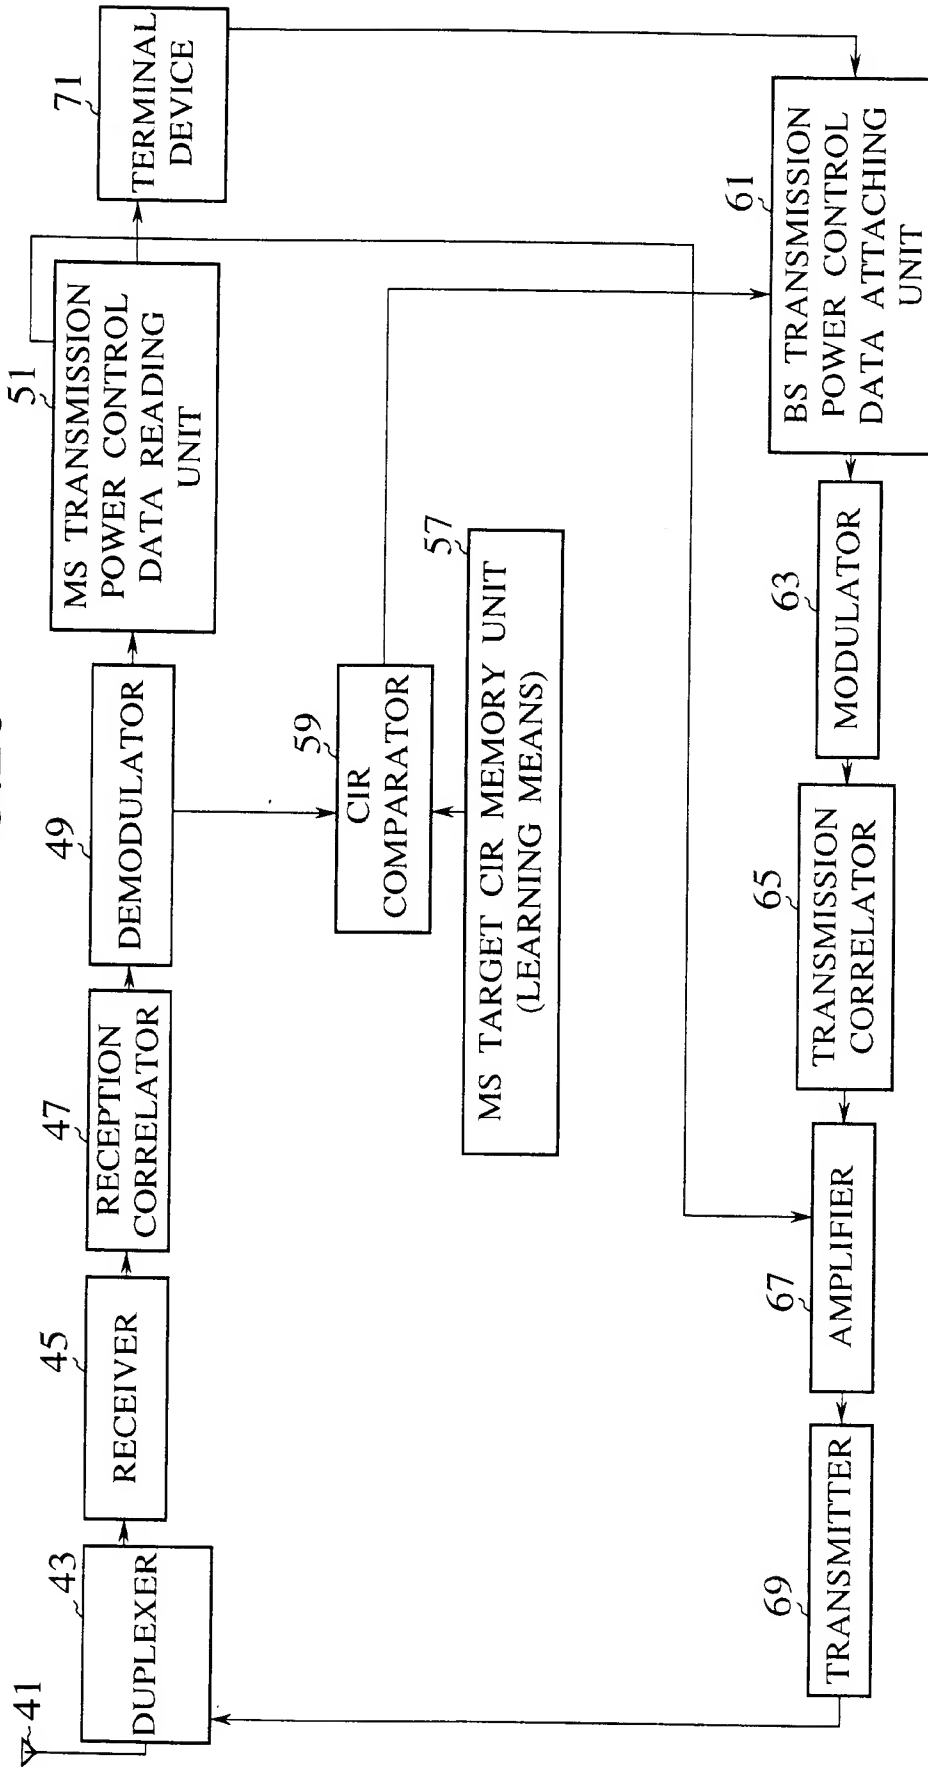 41
43
DUPLEXER
45
RECEIVER
47
RECEPTION
CORRELATOR
49
DEMODULATOR
51
MS TRANSMISSION
POWER CONTROL
DATA READING
UNIT
71
TERMINAL
DEVICE
59
CIR
COMPARATOR
57
MS TARGET CIR MEMORY UNIT
(LEARNING MEANS)
69
TRANSMITTER
67
AMPLIFIER
65
TRANSMISSION
CORRELATOR
63
MODULATOR
61
BS TRANSMISSION
POWER CONTROL
DATA ATTACHING
UNIT